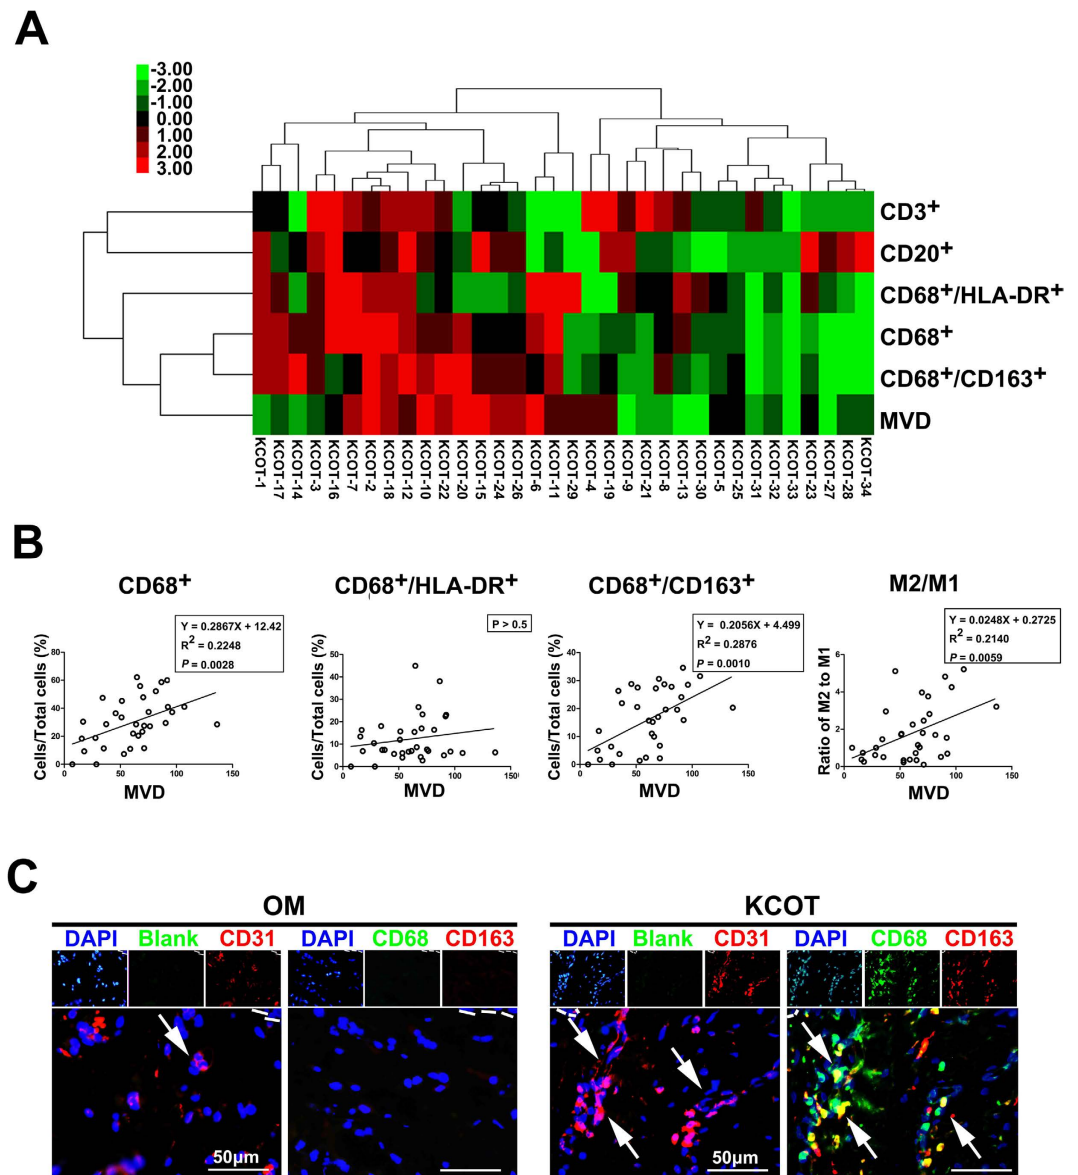 A
-3.00
-2.00
-1.00
0.00
1.00
2.00
3.00
CD3+
CD20+
CD68+/HLA-DR+
CD68+
CD68+/CD163+
MVD
KCOT-1
KCOT-17
KCOT-14
KCOT-3
KCOT-16
KCOT-7
KCOT-2
KCOT-18
KCOT-12
KCOT-10
KCOT-22
KCOT-20
KCOT-15
KCOT-24
KCOT-26
KCOT-6
KCOT-11
KCOT-29
KCOT-4
KCOT-19
KCOT-9
KCOT-21
KCOT-8
KCOT-13
KCOT-30
KCOT-5
KCOT-25
KCOT-31
KCOT-32
KCOT-33
KCOT-23
KCOT-27
KCOT-28
KCOT-34
B
CD68+
Y = 0.2867X + 12.42
R2 = 0.2248
P = 0.0028
Cells/Total cells (%)
80
60
40
20
0
0 50 100 150
MVD
CD68+/HLA-DR+
P > 0.5
Cells/Total cells (%)
50
40
30
20
10
0
0 50 100 150
MVD
CD68+/CD163+
Y = 0.2056X + 4.499
R2 = 0.2876
P = 0.0010
Cells/Total cells (%)
40
30
20
10
0
0 50 100 150
MVD
M2/M1
Y = 0.0248X + 0.2725
R2 = 0.2140
P = 0.0059
Ratio of M2 to M1
6
4
2
0
0 50 100 150
MVD
C
OM
DAPI Blank CD31
DAPI CD68 CD163
50μm
KCOT
DAPI Blank CD31
DAPI CD68 CD163
50μm